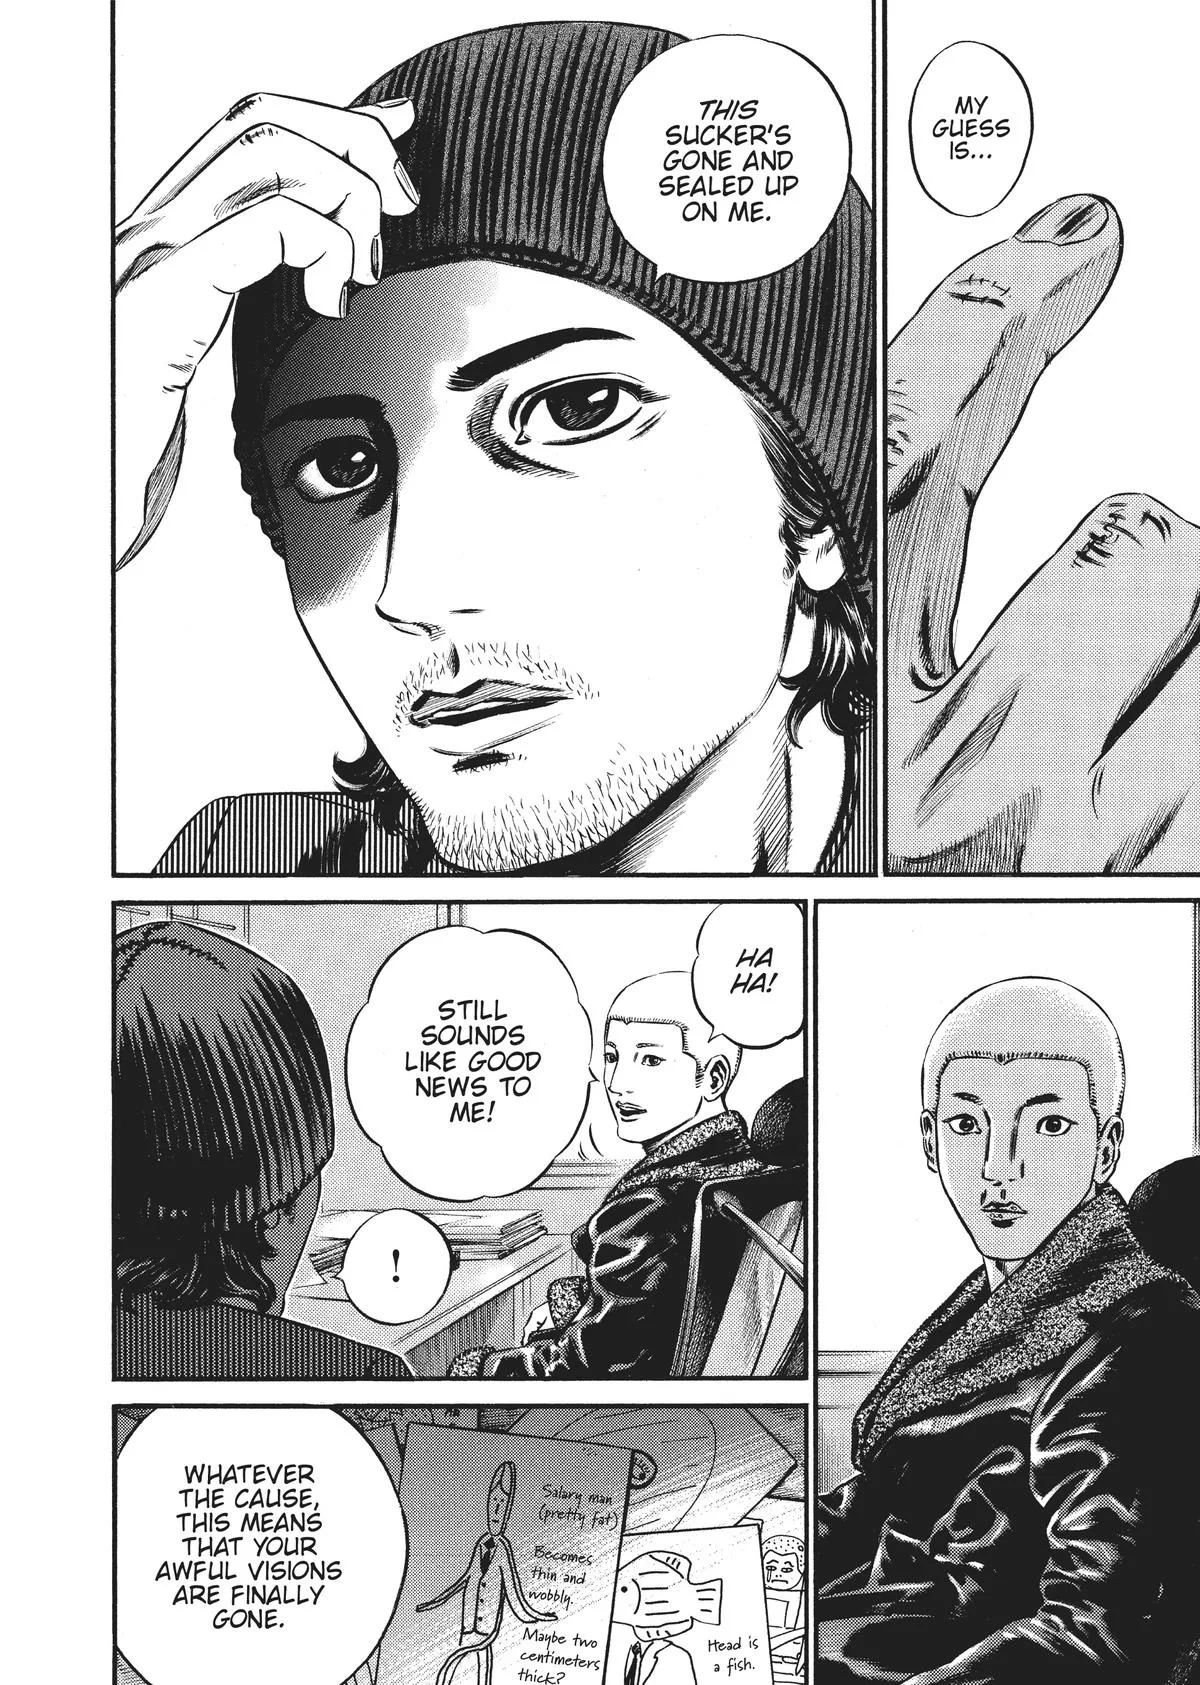 MY
GUESS
IS...
THIS
SUCKER'S
GONE AND
SEALED UP
ON ME.
HA
HA!
STILL
SOUNDS
LIKE GOOD
NEWS TO
ME!
!
WHATEVER
THE CAUSE,
THIS MEANS
THAT YOUR
AWFUL VISIONS
ARE FINALLY
GONE.
Salary man
(pretty fat)
Becomes
thin and
wobbly.
Maybe two
centimeters
thick?
Head is
a fish.